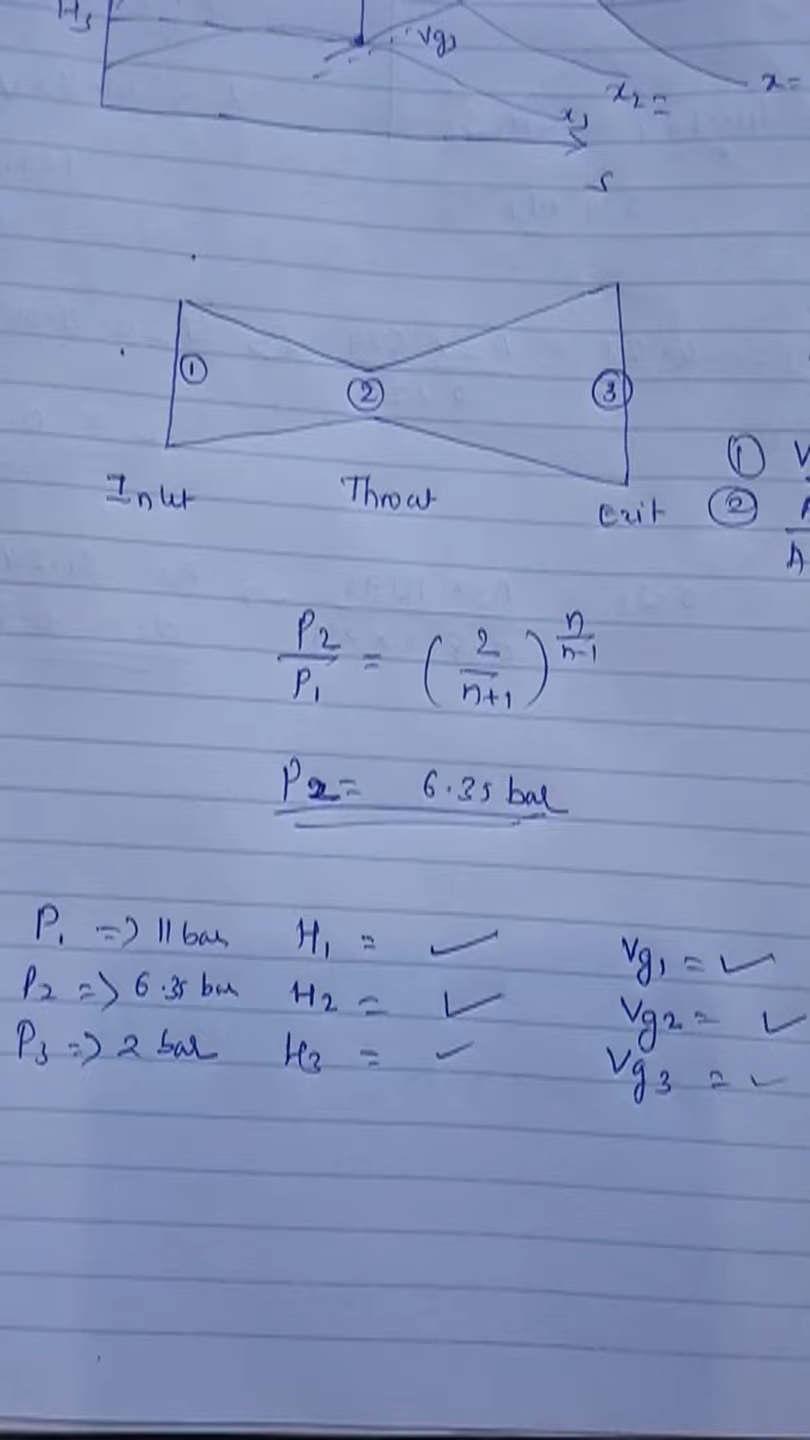 H₃
Vg₃
x₂ =
x =
x₃
s
①
②
③
Inlet
Throat
Exit
① V
② A
A
P₂/P₁ = (2/n+1)^n/n-1
P₂ = 6.35 bar
P₁ => 11 bar H₁ = ✓ Vg₁ = ✓
P₂ => 6.35 bar H₂ = ✓ Vg₂ = ✓
P₃ => 2 bar H₃ = ✓ Vg₃ = ✓